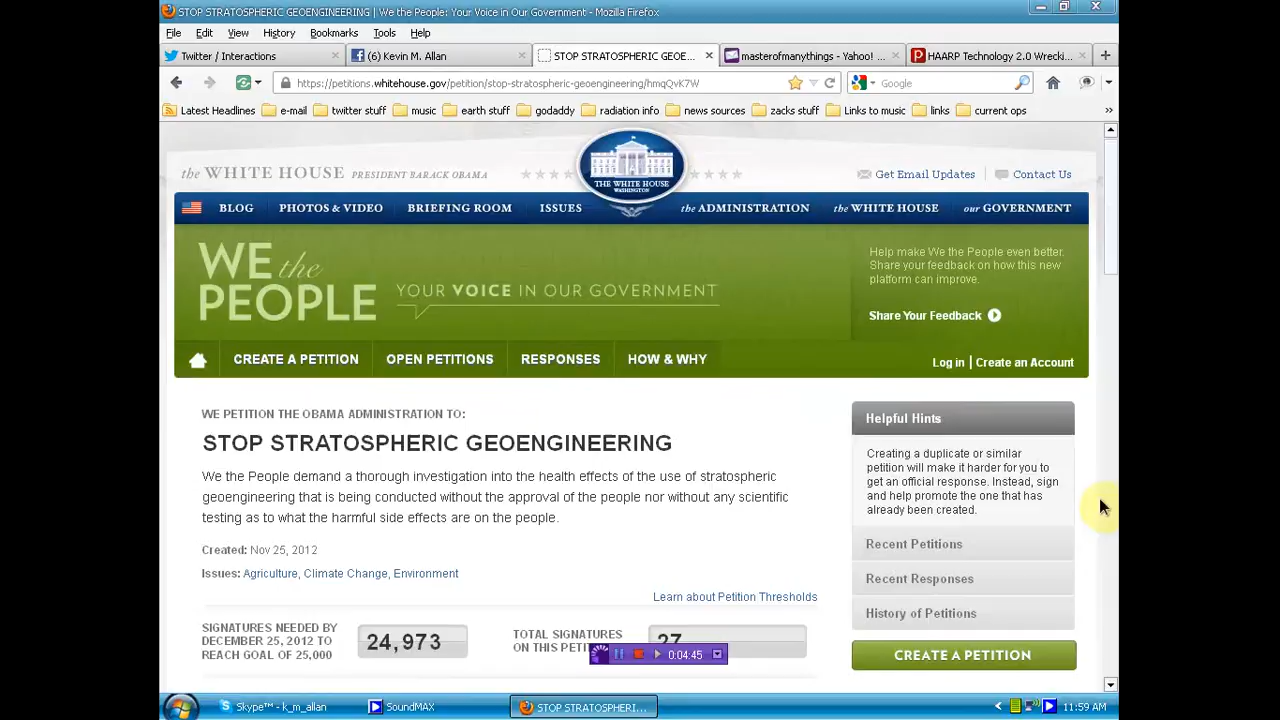 STOP STRATOSPHERIC GEOENGINEERING | We the People: Your Voice in Our Government - Mozilla Firefox
File Edit View History Bookmarks Tools Help
Twitter / Interactions
(6) Kent. Allan
STOP STRATOSPHERIC GEOE...
masterofmanythings - Yahoo! ...
HAARP Technology 2.0 Wrecki...
https://petitions.whitehouse.gov/petition/stop-stratospheric-geoengineering/hmqQvK7W
Google
Latest Headlines e-mail twitter stuff music earth stuff godaddy radiation info news sources zacks stuff Links to music links current ops
the WHITE HOUSE PRESIDENT BARACK OBAMA
THE WHITE HOUSE
WASHINGTON
Get Email Updates Contact Us
BLOG PHOTOS & VIDEO BRIEFING ROOM ISSUES the ADMINISTRATION the WHITE HOUSE our GOVERNMENT
WE the
PEOPLE
YOUR VOICE IN OUR GOVERNMENT
Help make We the People even better.
Share your feedback on how this new
platform can improve.
Share Your Feedback
CREATE A PETITION OPEN PETITIONS RESPONSES HOW & WHY
Log in | Create an Account
WE PETITION THE OBAMA ADMINISTRATION TO:
STOP STRATOSPHERIC GEOENGINEERING
We the People demand a thorough investigation into the health effects of the use of stratospheric
geoengineering that is being conducted without the approval of the people nor without any scientific
testing as to what the harmful side effects are on the people.
Created: Nov 25, 2012
Issues: Agriculture, Climate Change, Environment
Learn about Petition Thresholds
SIGNATURES NEEDED BY
DECEMBER 25, 2012 TO
REACH GOAL OF 25,000
24,973
TOTAL SIGNATURES
ON THIS PETI
27
0:04:45
Helpful Hints
Creating a duplicate or similar
petition will make it harder for you to
get an official response. Instead, sign
and help promote the one that has
already been created.
Recent Petitions
Recent Responses
History of Petitions
CREATE A PETITION
Skype™ - k_m_allan
SoundMAX
STOP STRATOSPHERI...
11:59 AM